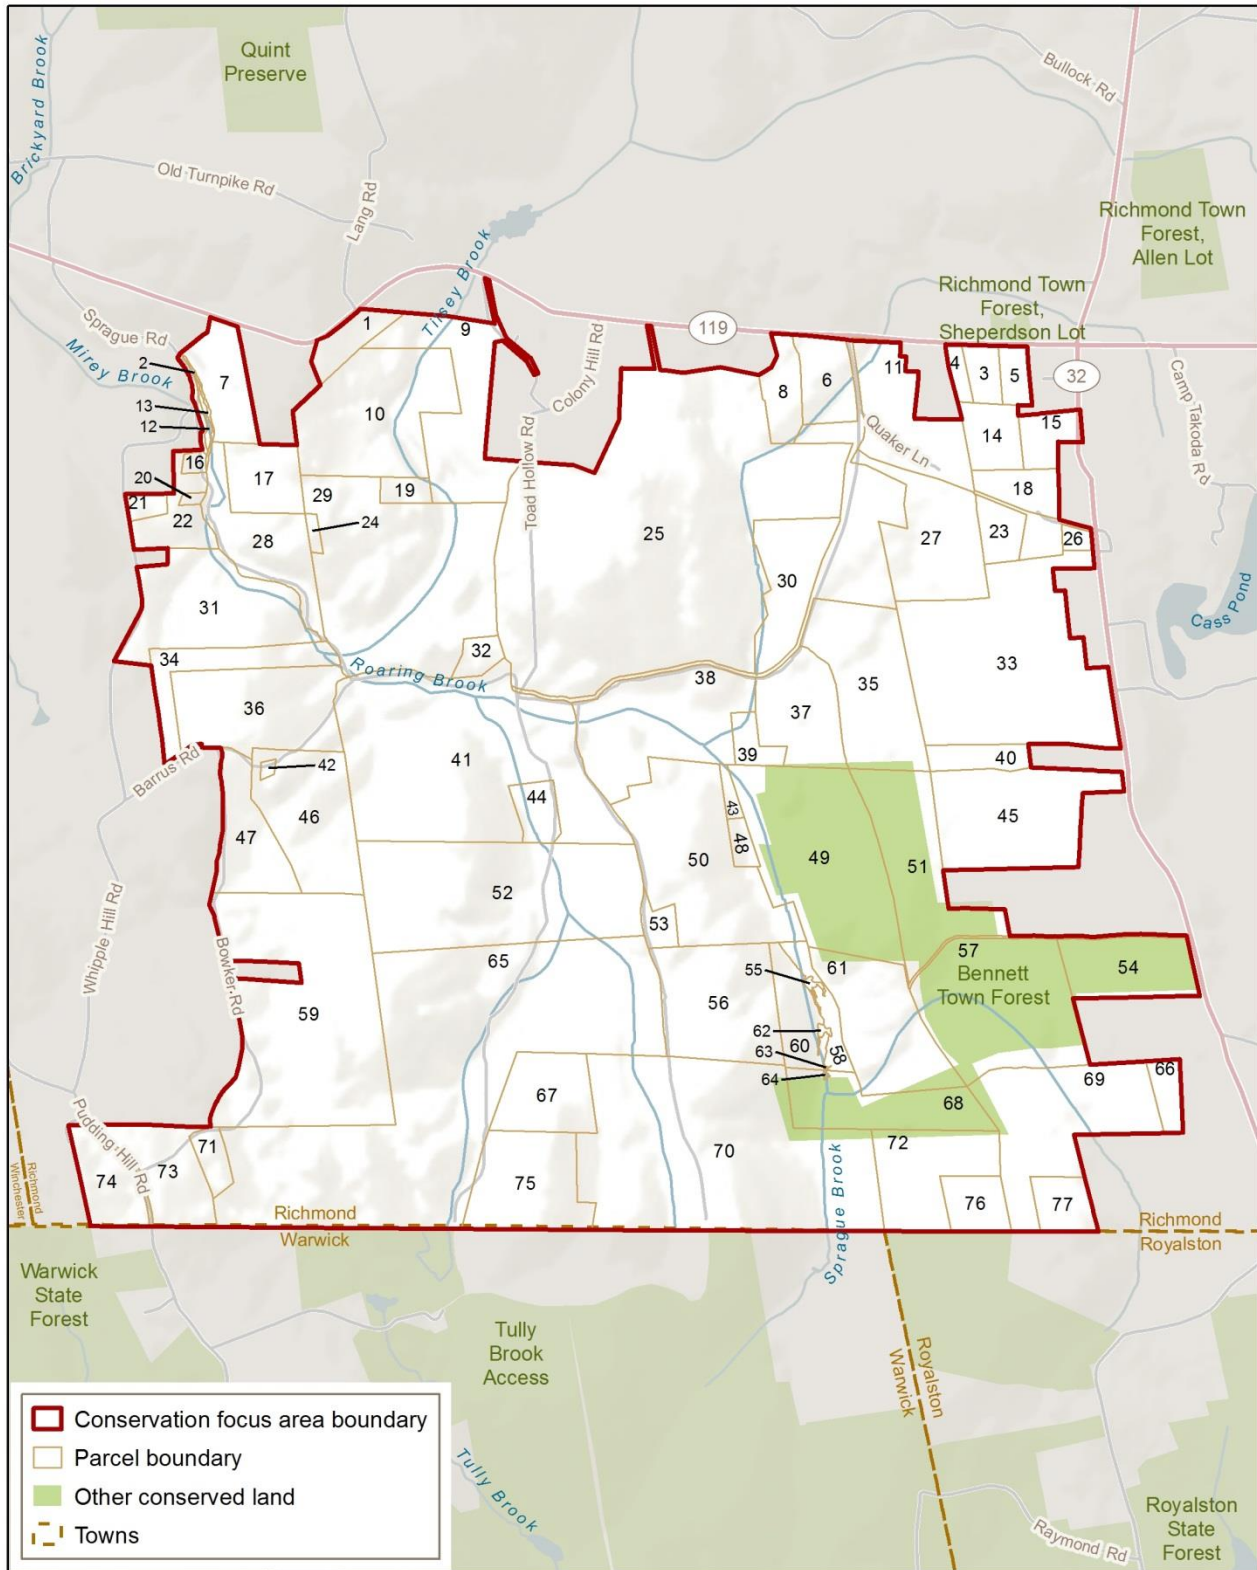 Quint
Preserve
Bullock Rd
Brickyard Brook
Old Turnpike Rd
Lang Rd
Richmond Town
Forest,
Allen Lot
Tilsey Brook
Richmond Town
Forest,
Sheperdson Lot
Sprague Rd
Mirey Brook
119
32
Colony Hill Rd
Camp Takoda Rd
1
9
2
7
13
12
10
8
6
11
4
3
5
Quaker Ln
14
15
16
17
20
21
22
29
19
24
28
Toad Hollow Rd
25
18
27
23
26
30
Cass Pond
31
34
32
Roaring Brook
38
35
33
36
37
39
40
Barrus Rd
42
41
44
46
47
43
48
45
50
49
51
52
53
Whipple Hill Rd
Bowker Rd
65
59
55
61
57
Bennett
Town Forest
54
56
62
60
63
58
64
67
68
69
66
Pudding Hill Rd
71
73
74
75
70
72
76
77
Richmond
Winchester
Richmond
Warwick
Sprague Brook
Richmond
Royalston
Warwick
State
Forest
Tully
Brook
Access
Royalston
Warwick
Tully Brook
Raymond Rd
Royalston
State
Forest
Conservation focus area boundary
Parcel boundary
Other conserved land
Towns